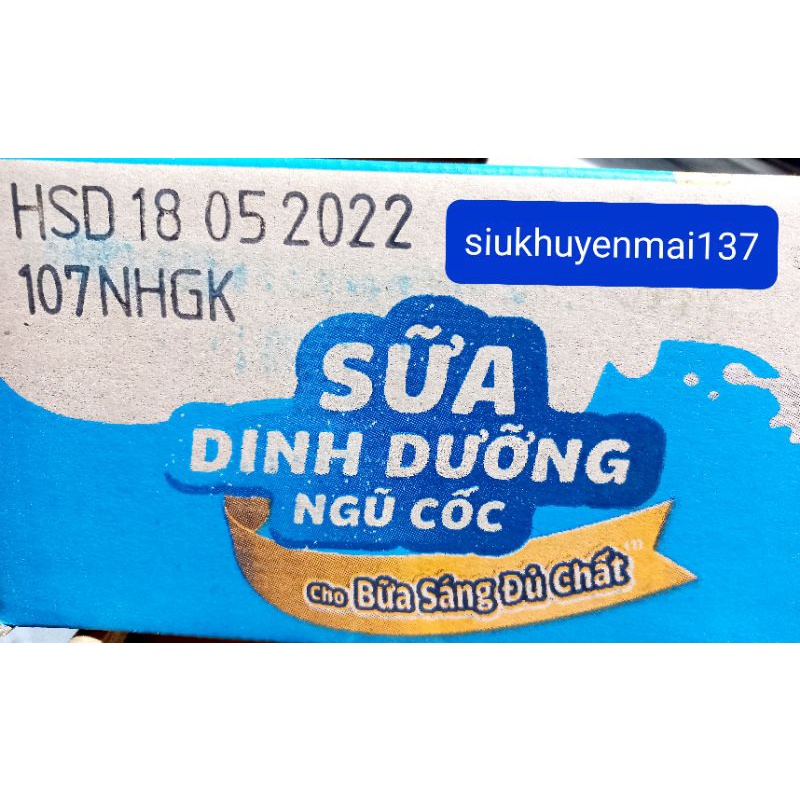 HSD 18 05 2022
107NHGK
siukhuyenmai137
SỮA
DINH DƯỠNG
NGŨ CỐC
Cho Bữa Sáng Đủ Chất